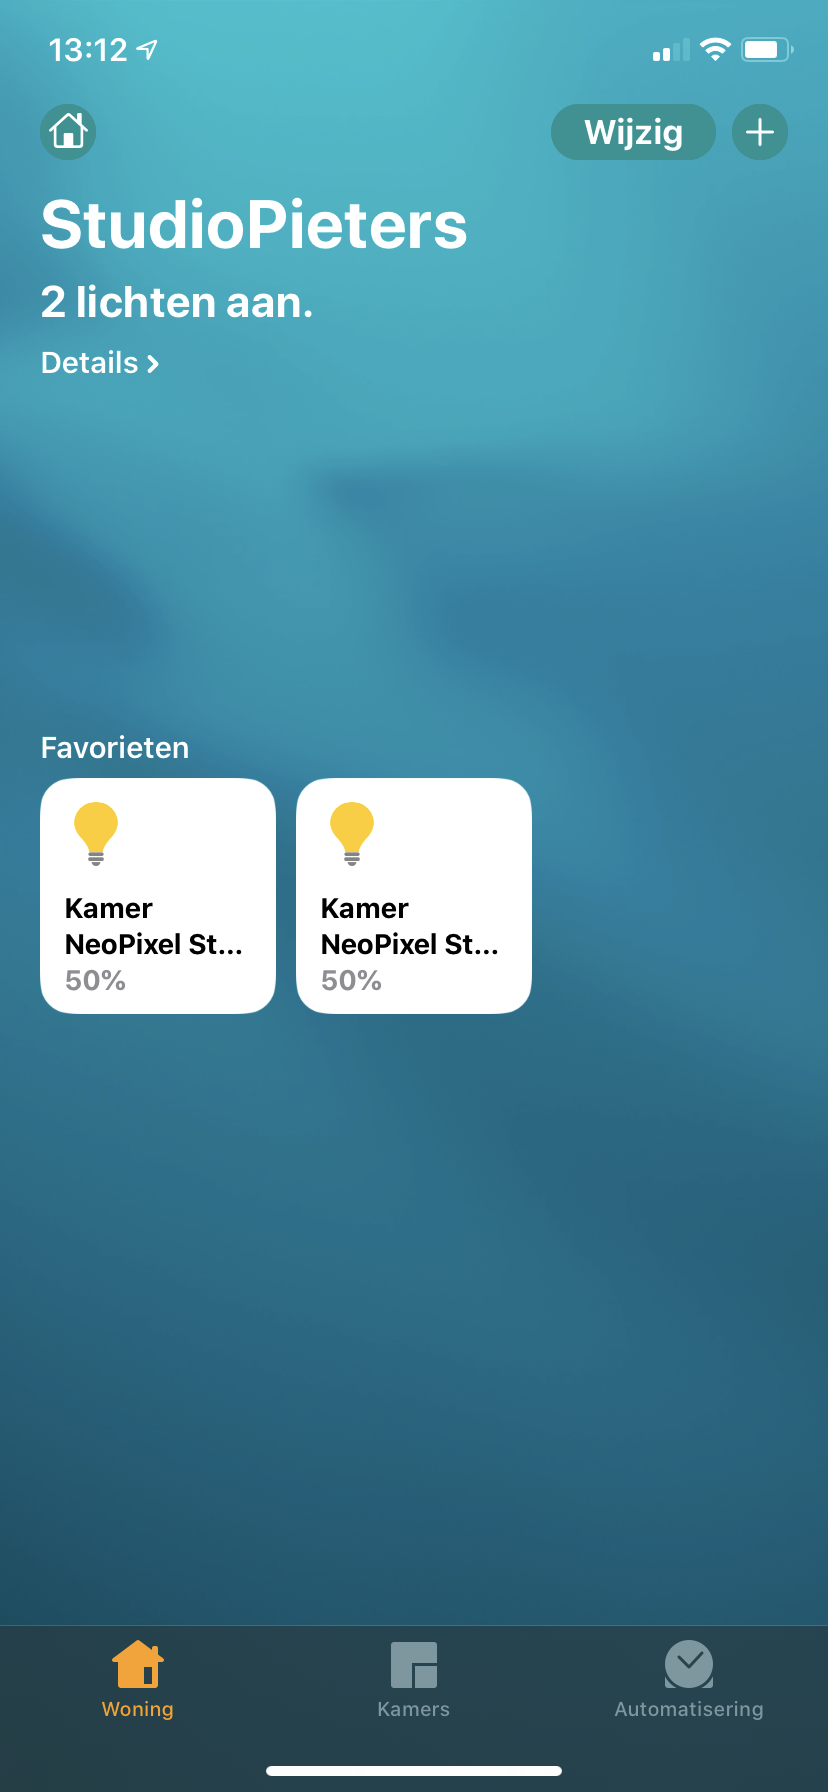 13:12
Wijzig
StudioPieters
2 lichten aan.
Details
Favorieten
Kamer
NeoPixel St...
50%
Kamer
NeoPixel St...
50%
Woning
Kamers
Automatisering